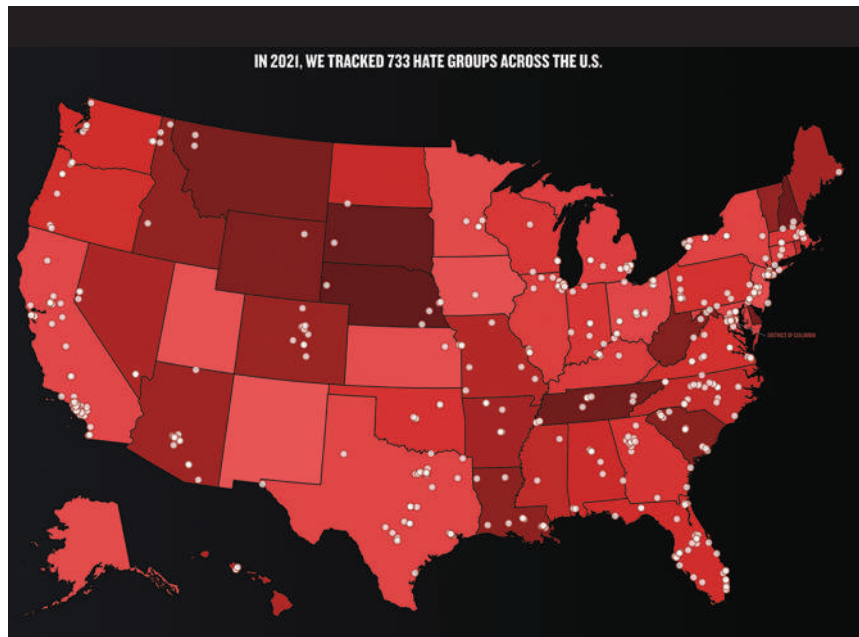 IN 2021, WE TRACKED 733 HATE GROUPS ACROSS THE U.S.
DISTRICT OF COLUMBIA